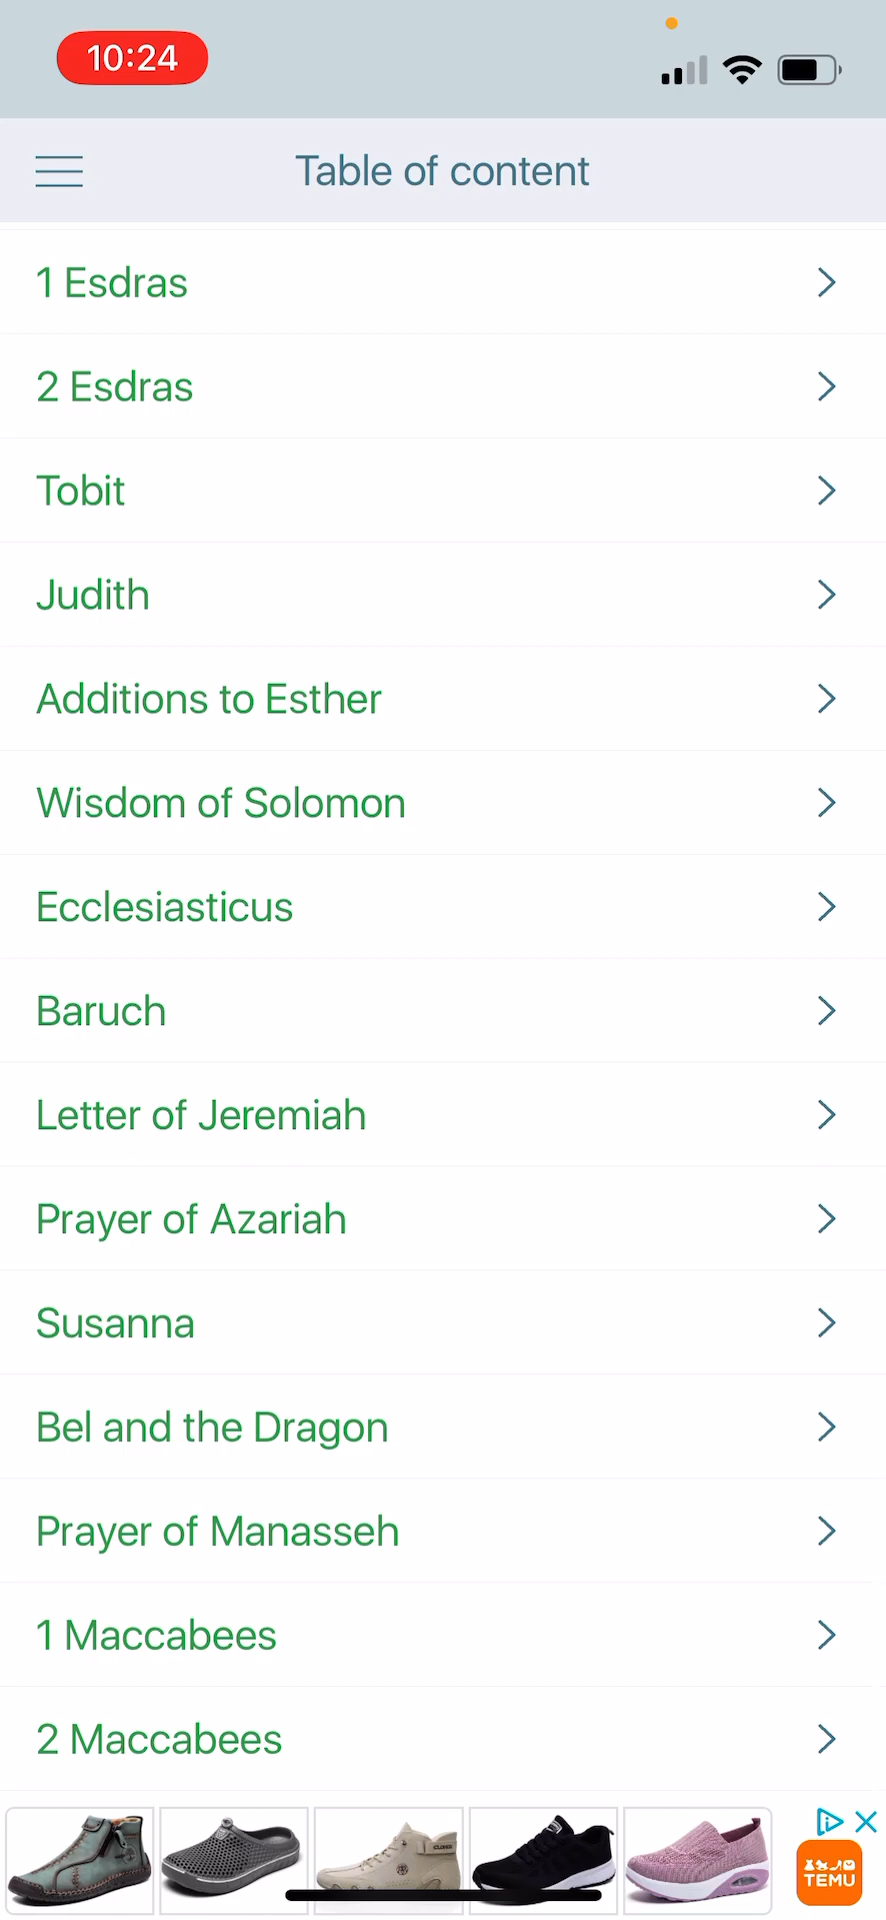 10:24
Table of content
1 Esdras
2 Esdras
Tobit
Judith
Additions to Esther
Wisdom of Solomon
Ecclesiasticus
Baruch
Letter of Jeremiah
Prayer of Azariah
Susanna
Bel and the Dragon
Prayer of Manasseh
1 Maccabees
2 Maccabees
TEMU